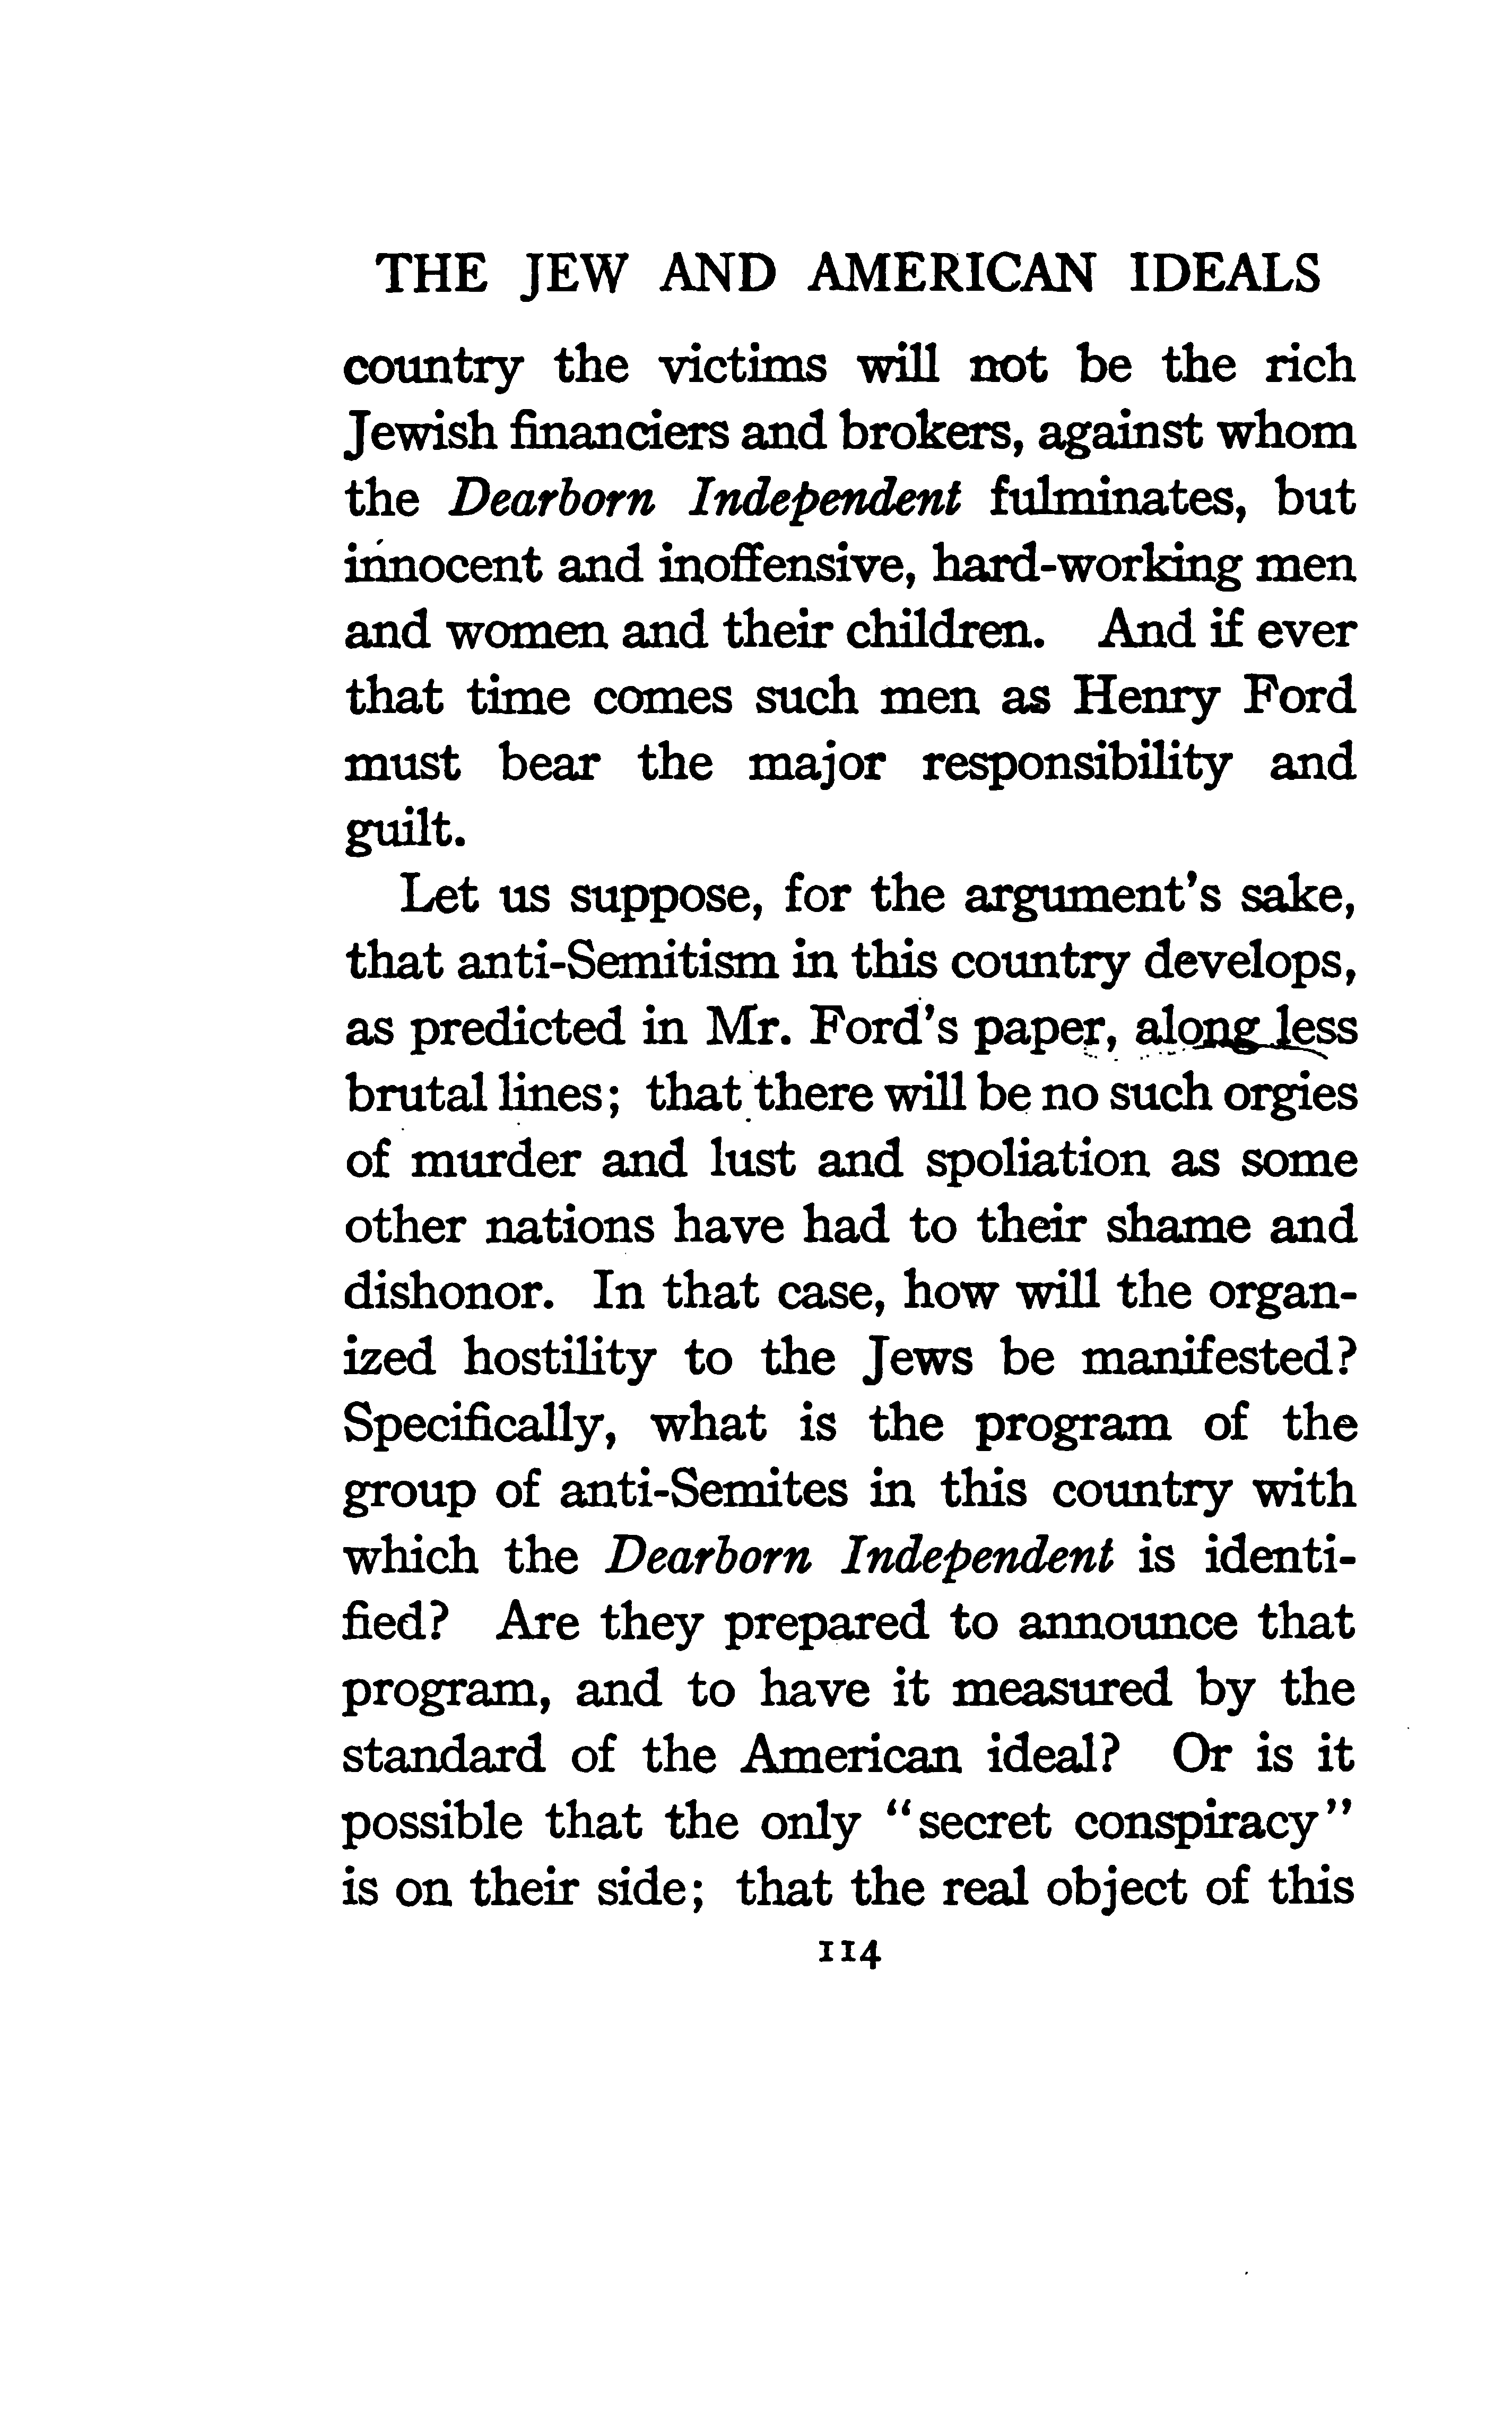 THE JEW AND AMERICAN IDEALS
country the victims will not be the rich
Jewish financiers and brokers, against whom
the Dearborn Independent fulminates, but
innocent and inoffensive, hard-working men
and women and their children. And if ever
that time comes such men as Henry Ford
must bear the major responsibility and
guilt.
Let us suppose, for the argument's sake,
that anti-Semitism in this country develops,
as predicted in Mr. Ford's paper, along less
brutal lines; that there will be no such orgies
of murder and lust and spoliation as some
other nations have had to their shame and
dishonor. In that case, how will the organ-
ized hostility to the Jews be manifested?
Specifically, what is the program of the
group of anti-Semites in this country with
which the Dearborn Independent is identi-
fied? Are they prepared to announce that
program, and to have it measured by the
standard of the American ideal? Or is it
possible that the only "secret conspiracy"
is on their side; that the real object of this
114